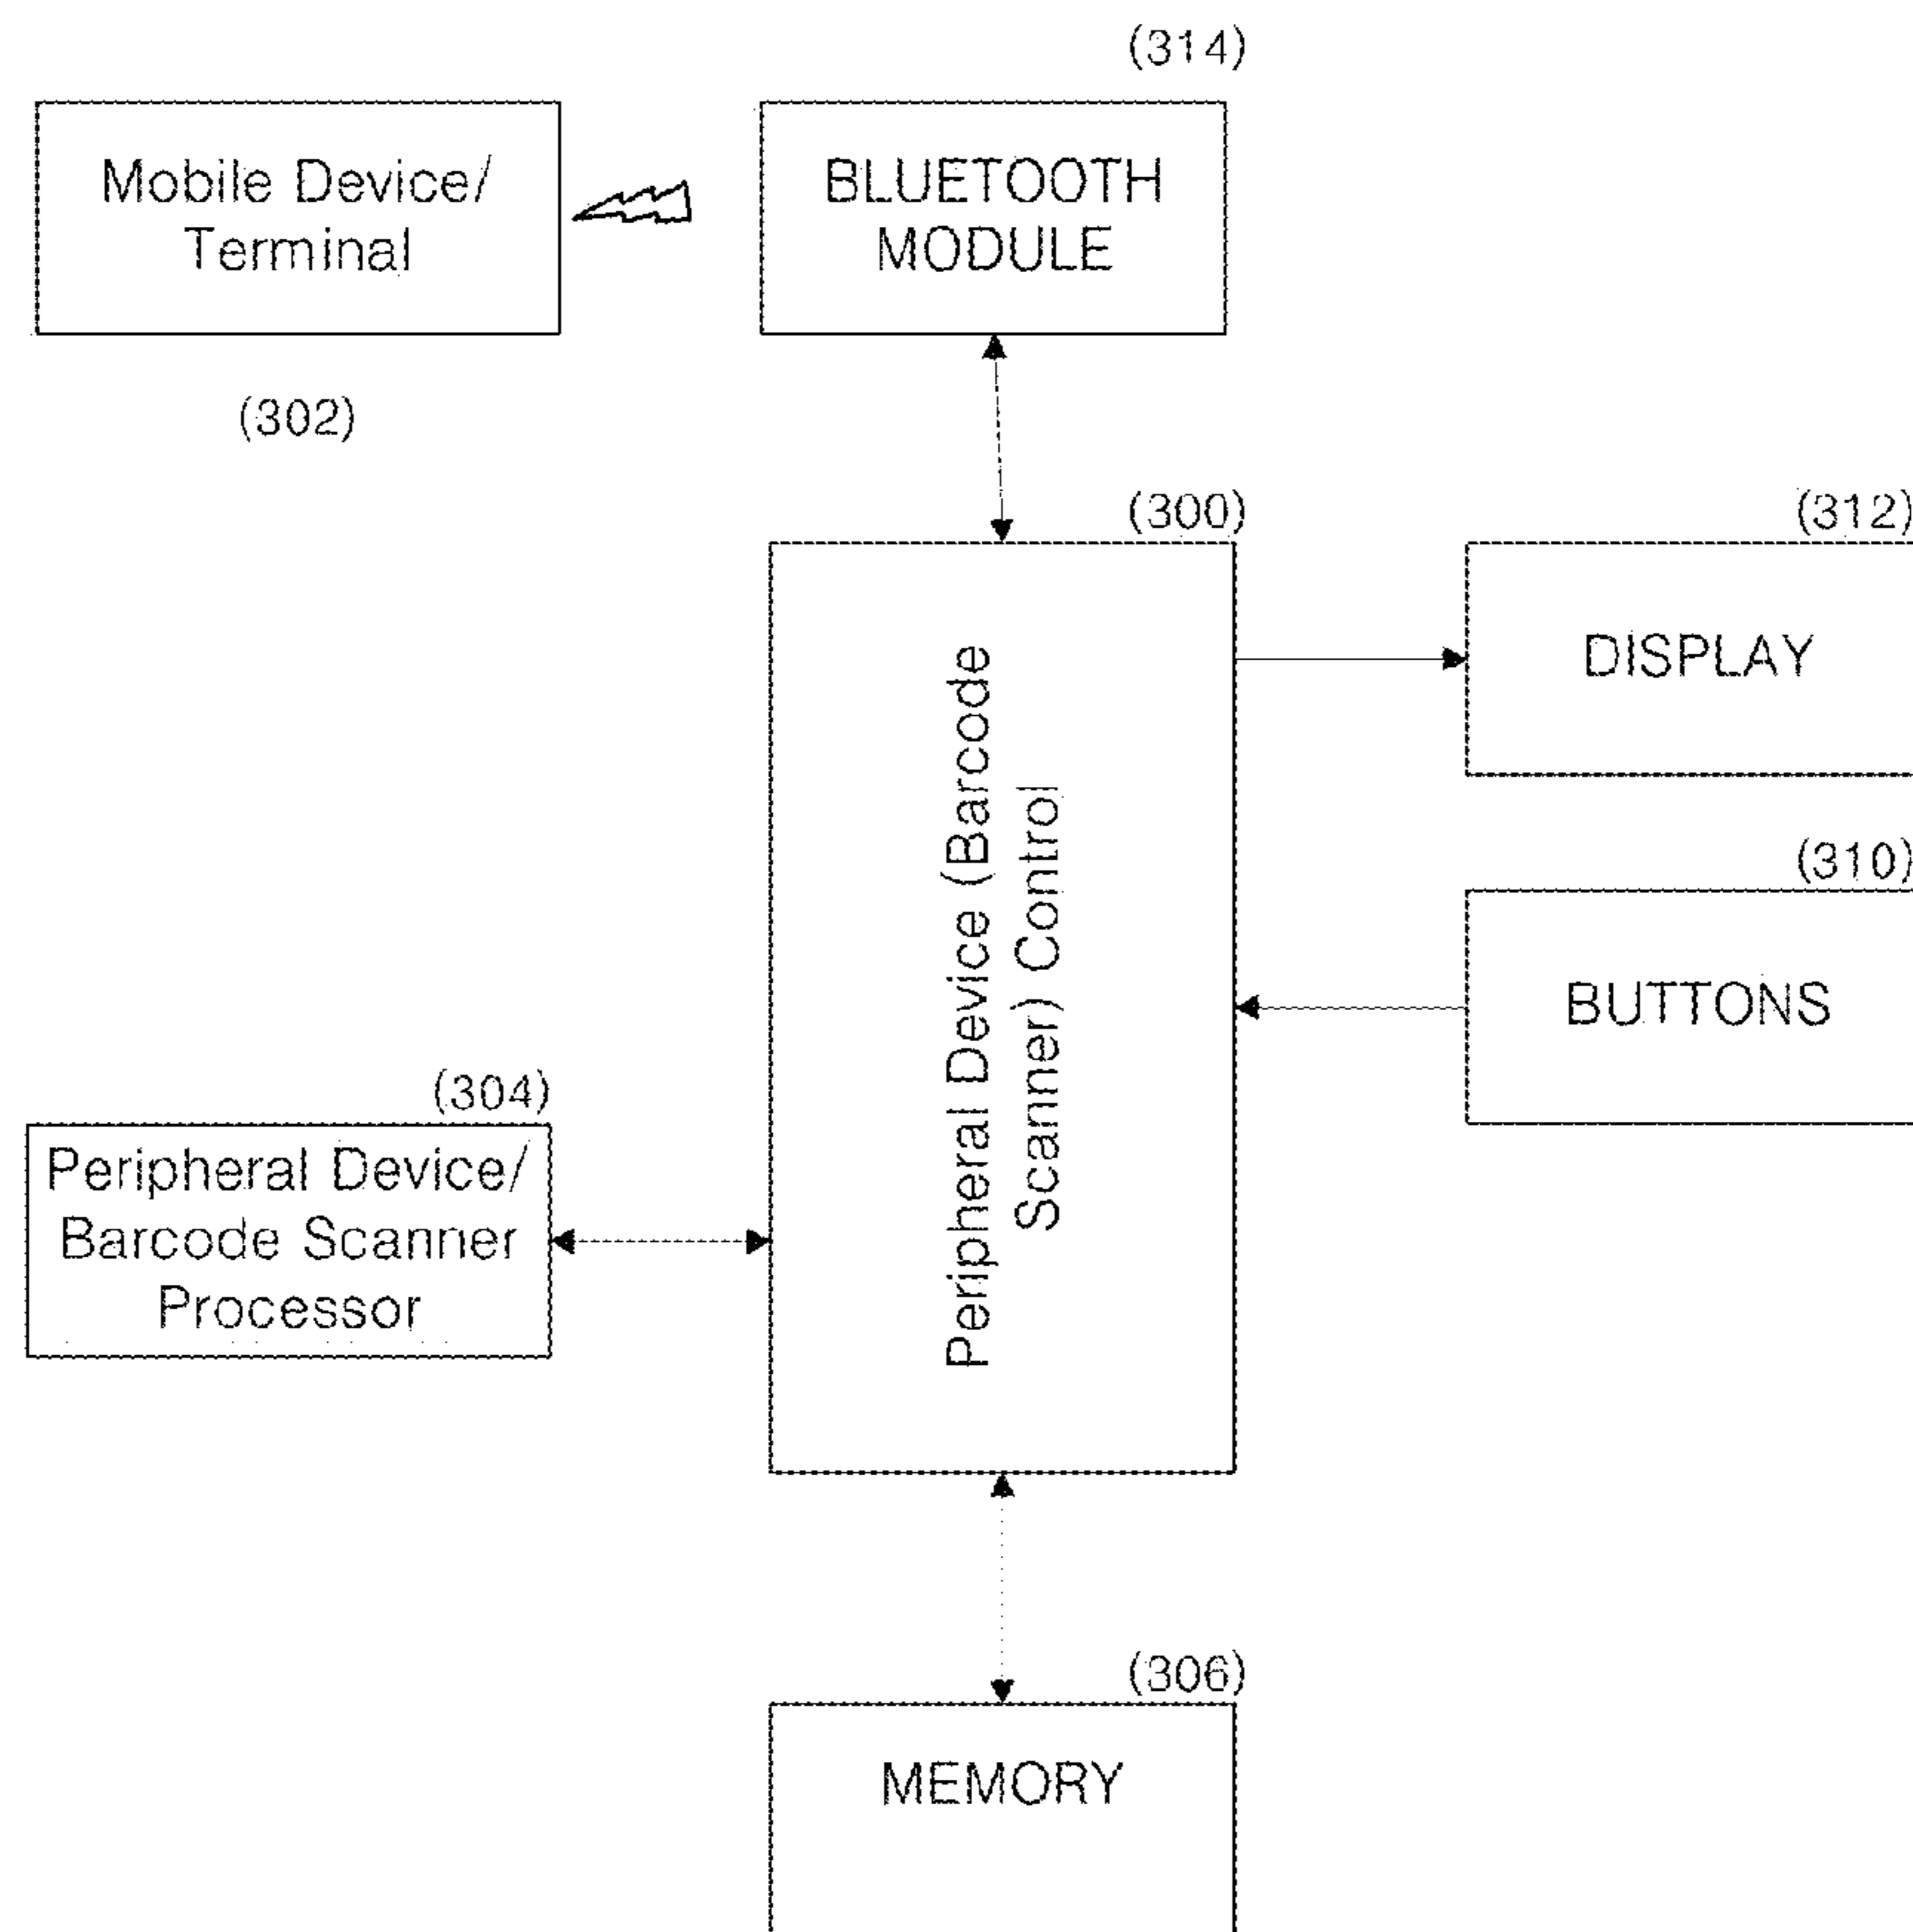 (314)
Mobile Device/
Terminal
BLUETOOTH
MODULE
(302)
(300)
(312)
Peripheral Device (Barcode
Scanner) Control
DISPLAY
(310)
BUTTONS
(304)
Peripheral Device/
Barcode Scanner
Processor
(306)
MEMORY